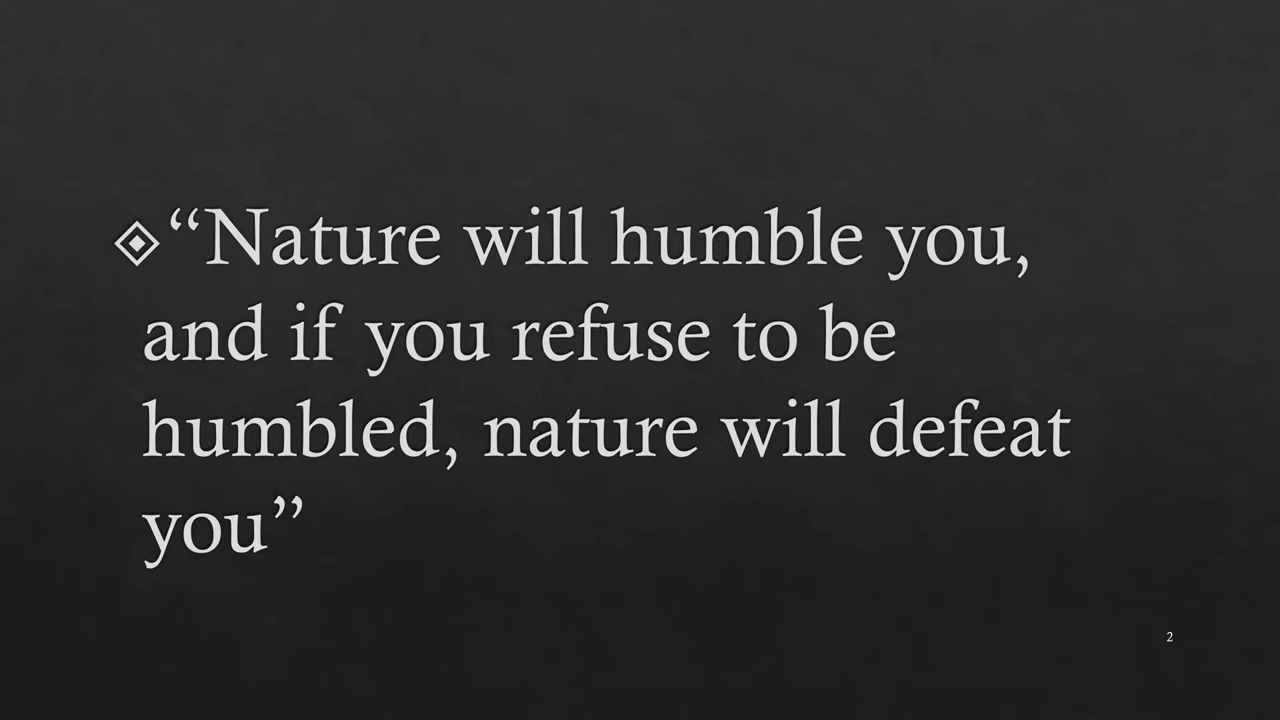 “Nature will humble you,
and if you refuse to be
humbled, nature will defeat
you”
2